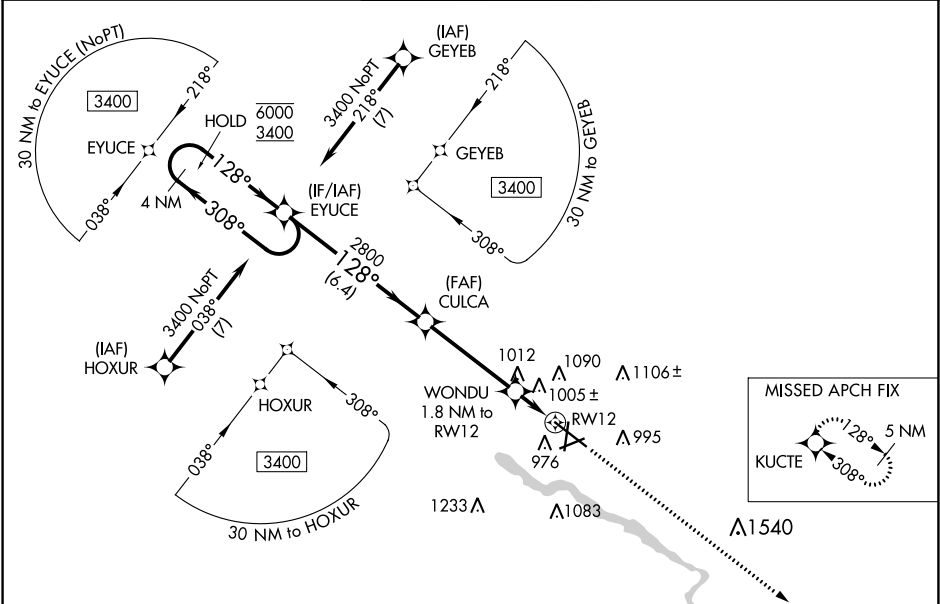 (IAF)
GEYEB
3400 NoPT
218°
(7)
30 NM to EYUCE (NoPT)
3400
218°
EYUCE
038°
HOLD
6000
3400
4 NM
128°
308°
(IF/IAF)
EYUCE
218°
GEYEB
3400
308°
30 NM to GEYEB
2800
128°
(6.4)
(FAF)
CULCA
3400 NoPT
038°
(7)
(IAF)
HOXUR
HOXUR
308°
038°
3400
30 NM to HOXUR
WONDU
1.8 NM to
RW12
1012
1090
1106±
1005±
RW12
995
976
1233
1083
1540
MISSED APCH FIX
128°
5 NM
KUCTE
308°